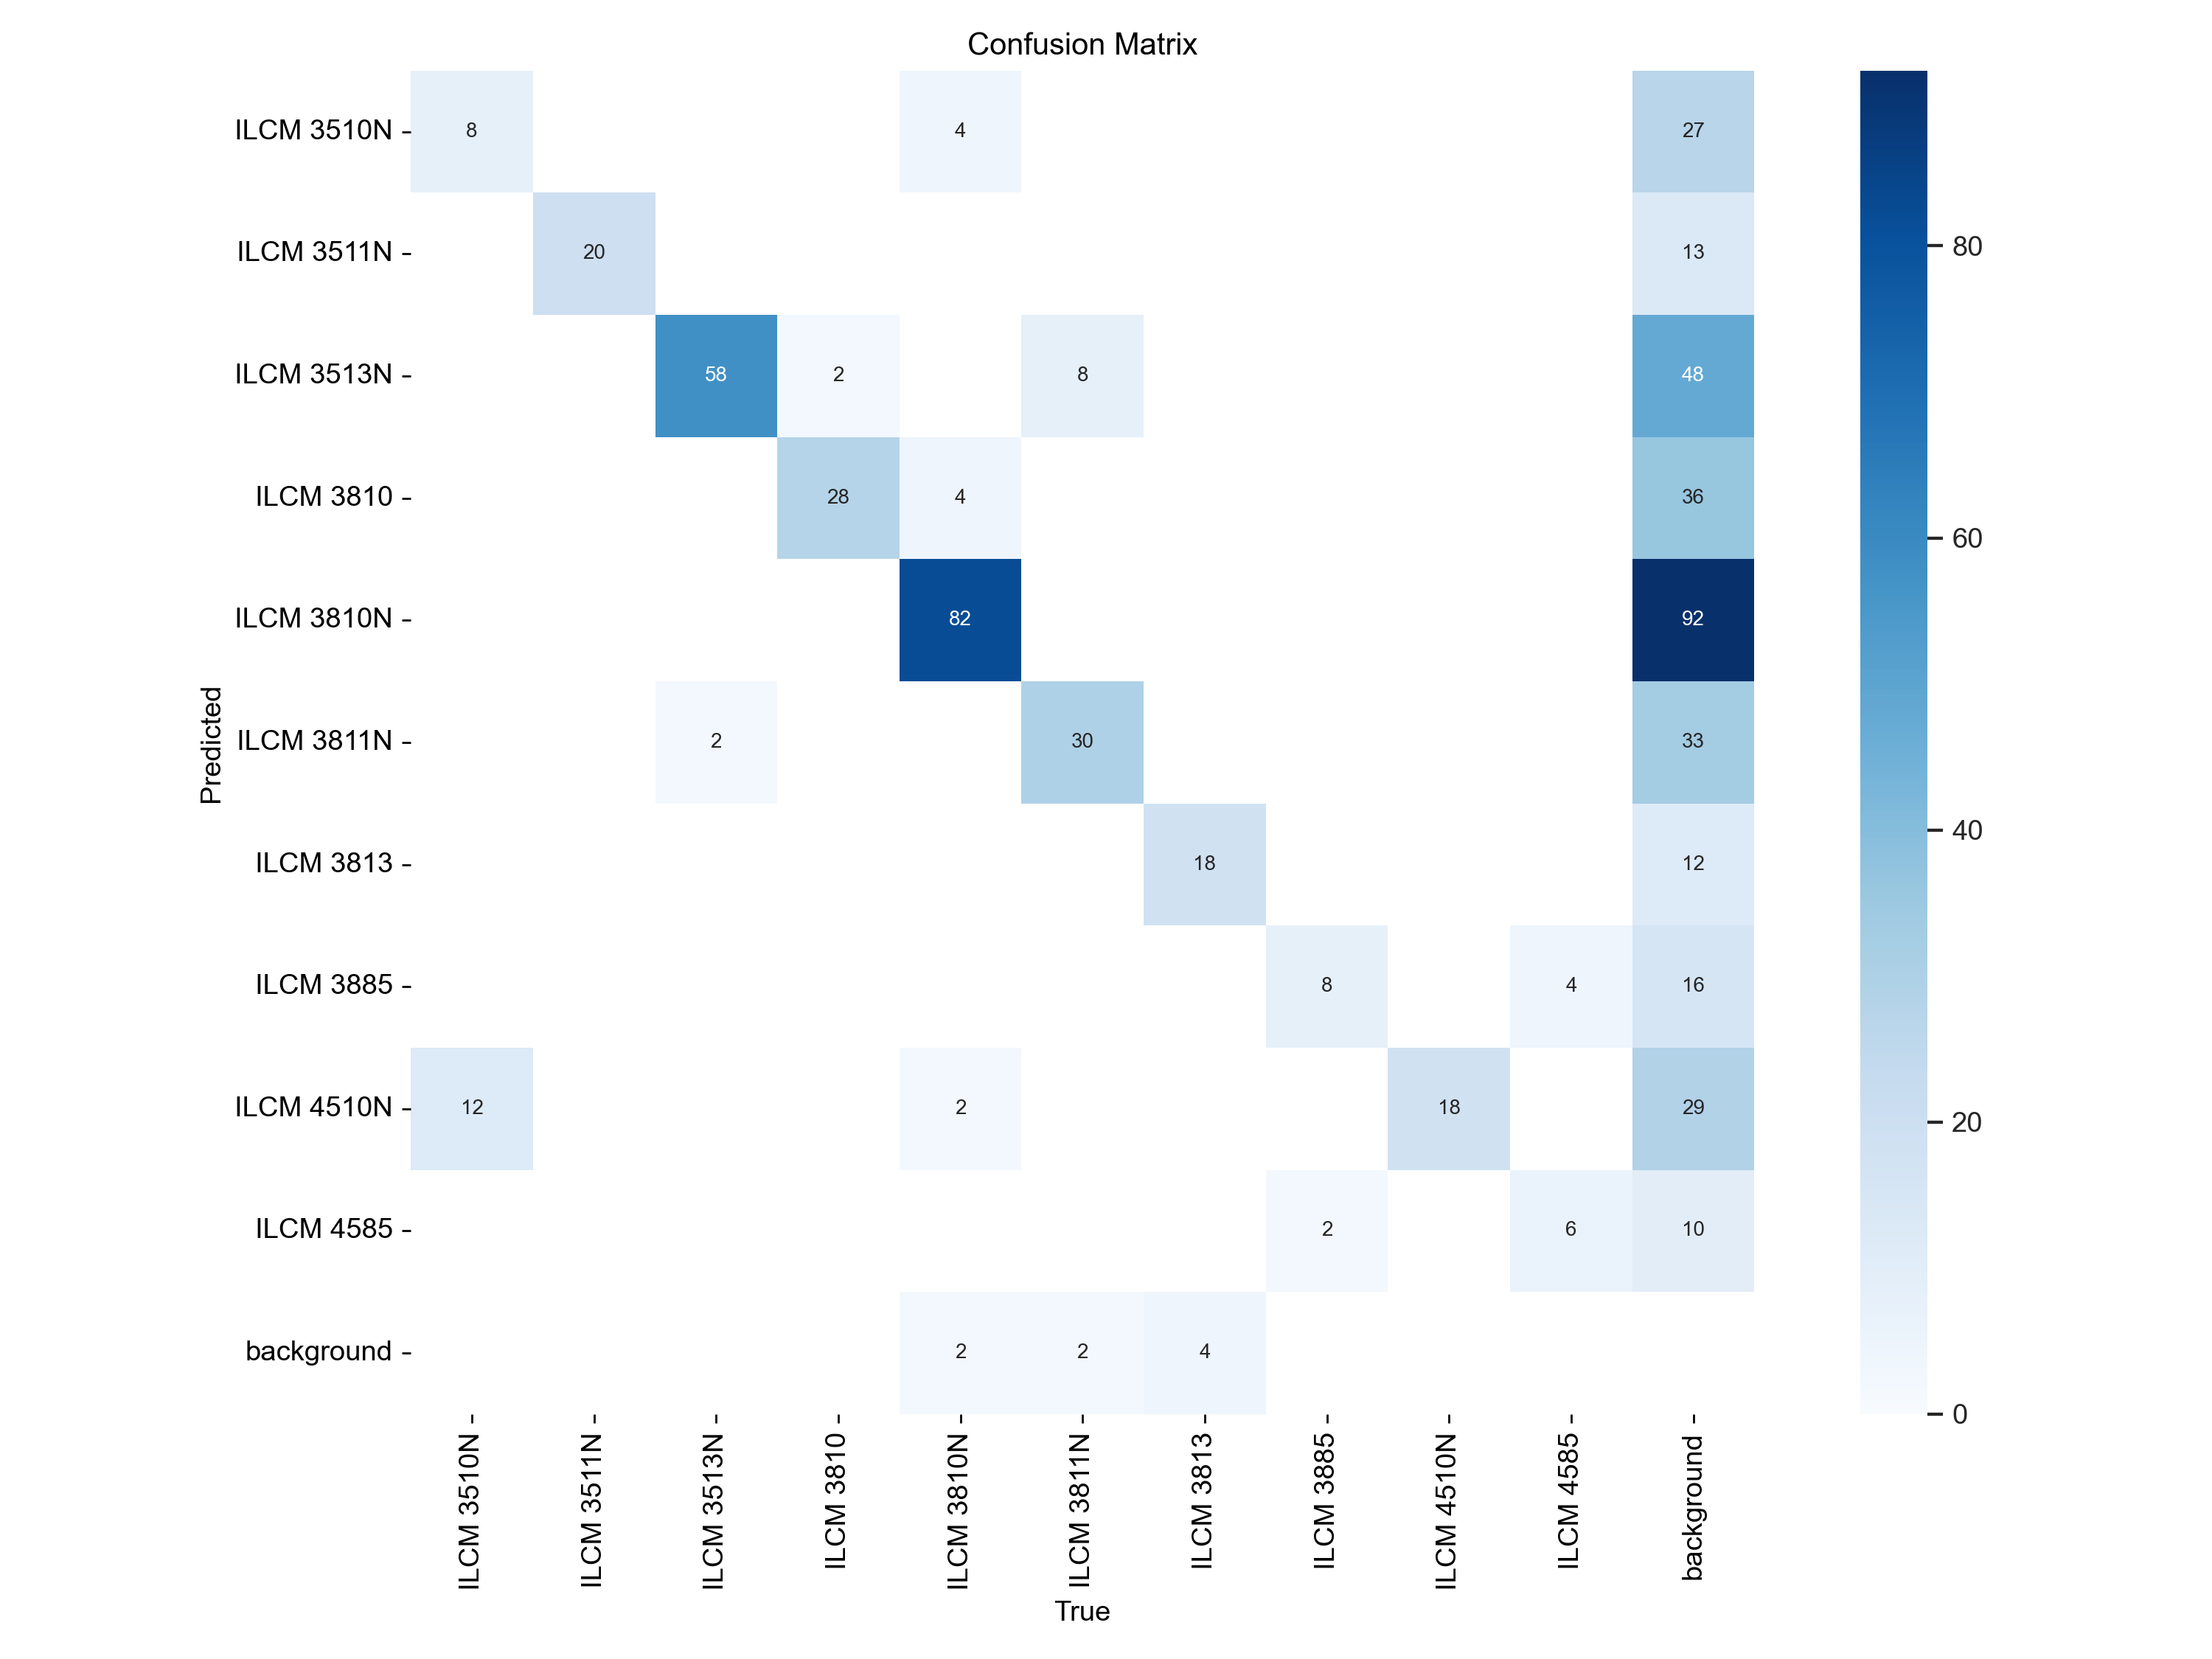 Confusion Matrix
ILCM 3510N 8 4 27
ILCM 3511N 20 13
80
ILCM 3513N 58 2 8 48
ILCM 3810 28 4 36
60
ILCM 3810N 82 92
Predicted
ILCM 3811N 2 30 33
40
ILCM 3813 18 12
ILCM 3885 8 4 16
ILCM 4510N 12 2 18 29
20
ILCM 4585 2 6 10
background 2 2 4
0
ILCM 3510N
ILCM 3511N
ILCM 3513N
ILCM 3810
ILCM 3810N
ILCM 3811N
ILCM 3813
ILCM 3885
ILCM 4510N
ILCM 4585
background
True